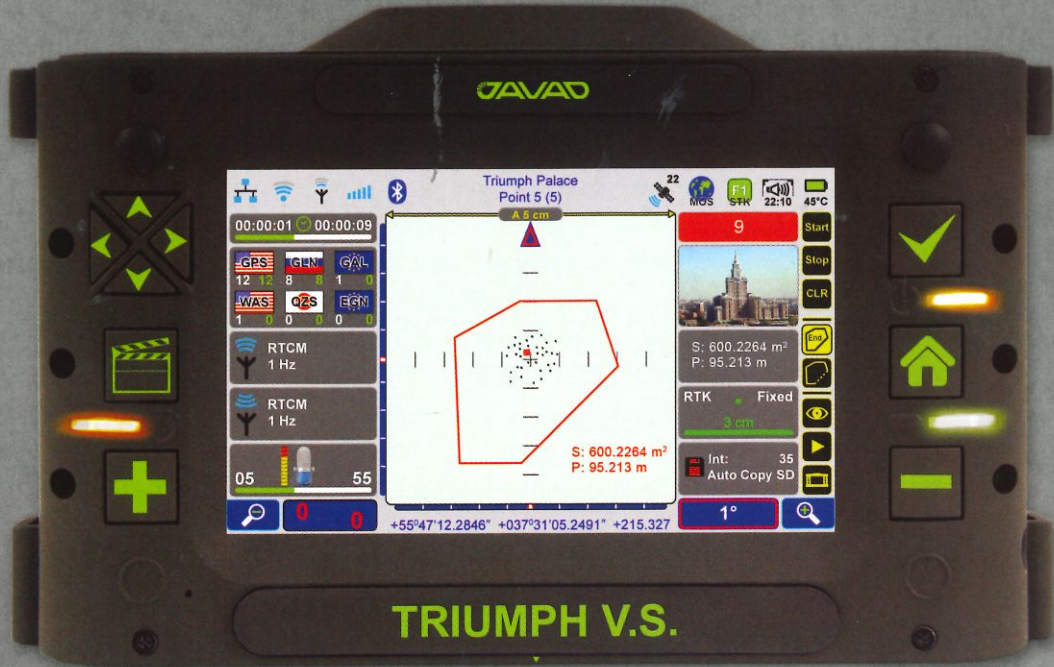 JAVAD
Triumph Palace
Point 5 (5)
22
MOS
F1
STK
22:10
45°C
A 5 cm
00:00:01 00:00:09
GPS GLN GAL
12 12 8 8 1 0
WAS QZS EGN
1 0 0 0 0 0
RTCM
1 Hz
RTCM
1 Hz
05 55
0 0
S: 600.2264 m²
P: 95.213 m
+55°47'12.2846" +037°31'05.2491" +215.327
9
S: 600.2264 m²
P: 95.213 m
RTK Fixed
3 cm
Int: 35
Auto Copy SD
1°
Start
Stop
CLR
End
TRIUMPH V.S.